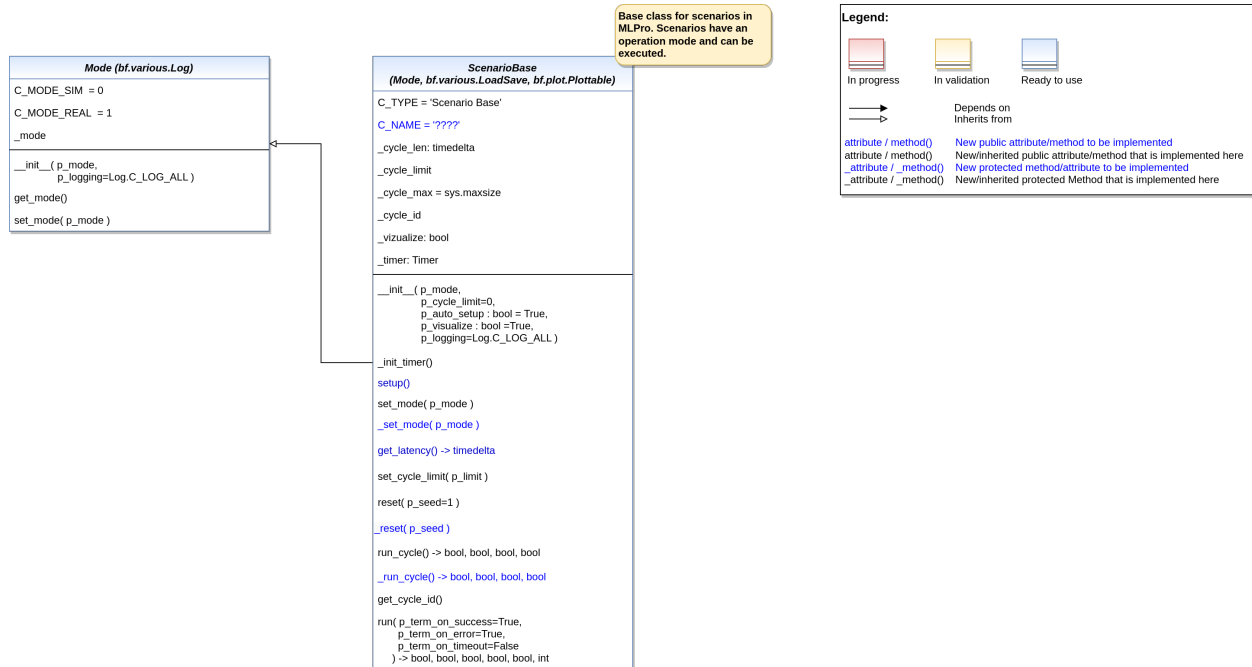 Base class for scenarios in
MLPro. Scenarios have an
operation mode and can be
executed.
Mode (bf.various.Log)
C_MODE_SIM  = 0
C_MODE_REAL = 1
_mode
__init__( p_mode,
p_logging=Log.C_LOG_ALL )
get_mode()
set_mode( p_mode )
ScenarioBase
(Mode, bf.various.LoadSave, bf.plot.Plottable)
C_TYPE = 'Scenario Base'
C_NAME = '????'
_cycle_len: timedelta
_cycle_limit
_cycle_max = sys.maxsize
_cycle_id
_vizualize: bool
_timer: Timer
__init__( p_mode,
p_cycle_limit=0,
p_auto_setup : bool = True,
p_visualize : bool =True,
p_logging=Log.C_LOG_ALL )
_init_timer()
setup()
set_mode( p_mode )
_set_mode( p_mode )
get_latency() -> timedelta
set_cycle_limit( p_limit )
reset( p_seed=1 )
_reset( p_seed )
run_cycle() -> bool, bool, bool, bool
_run_cycle() -> bool, bool, bool, bool
get_cycle_id()
run( p_term_on_success=True,
p_term_on_error=True,
p_term_on_timeout=False
) -> bool, bool, bool, bool, bool, int
Legend:
In progress In validation Ready to use
Depends on
Inherits from
attribute / method() New public attribute/method to be implemented
attribute / method() New/inherited public attribute/method that is implemented here
_attribute / _method() New protected method/attribute to be implemented
_attribute / _method() New/inherited protected Method that is implemented here